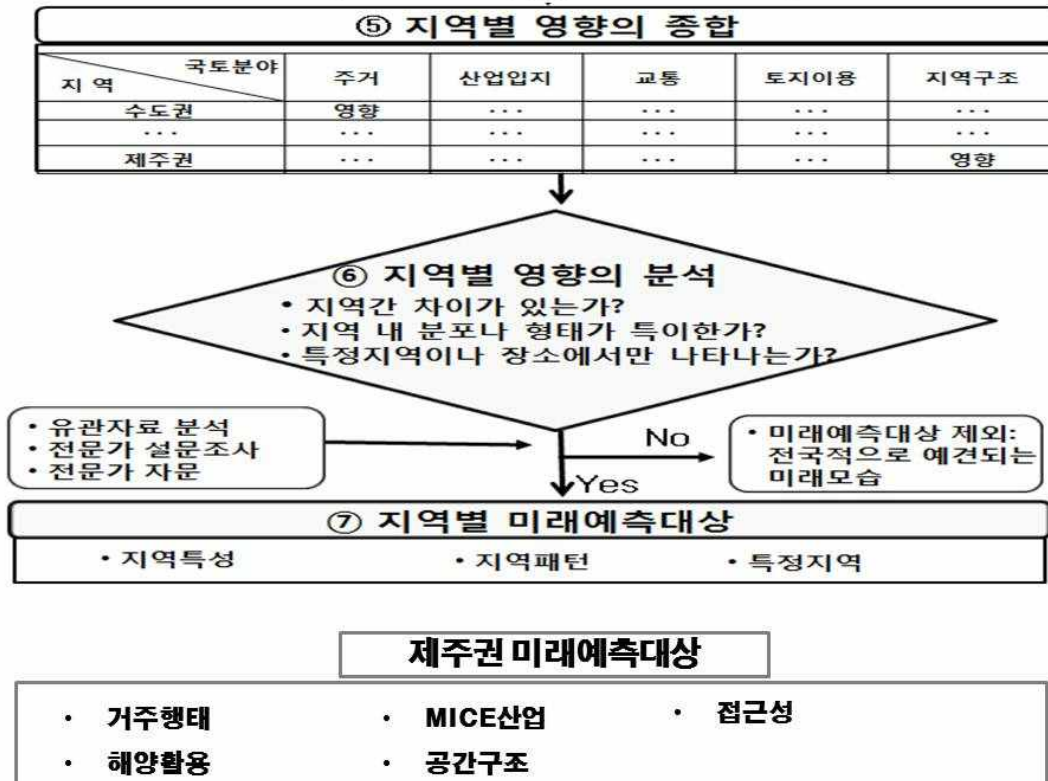 ⑤ 지역별 영향의 종합
국토분야
지 역
주거 산업입지 교통 토지이용 지역구조
수도권 영향 ... ... ... ...
... ... ... ... ... ...
제주권 ... ... ... ... 영향
⑥ 지역별 영향의 분석
• 지역간 차이가 있는가?
• 지역 내 분포나 형태가 특이한가?
• 특정지역이나 장소에서만 나타나는가?
• 유관자료 분석
• 전문가 설문조사
• 전문가 자문
No
• 미래예측대상 제외:
전국적으로 예견되는
미래모습
Yes
⑦ 지역별 미래예측대상
• 지역특성 • 지역패턴 • 특정지역
제주권 미래예측대상
• 거주행태 • MICE산업 • 접근성
• 해양활용 • 공간구조